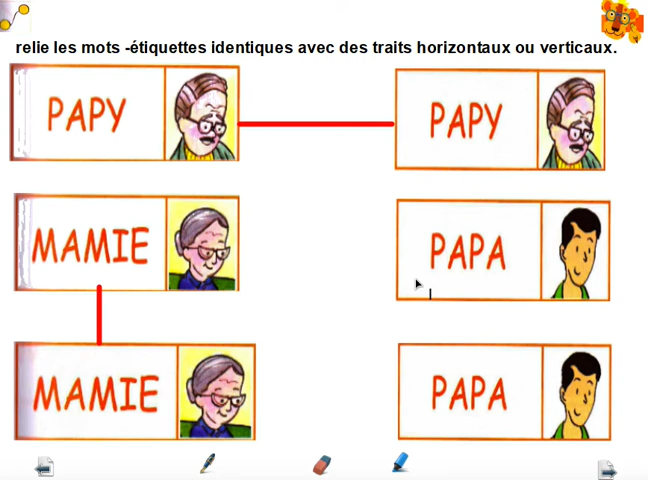 relie les mots -étiquettes identiques avec des traits horizontaux ou verticaux.
PAPY
PAPY
MAMIE
PAPA
MAMIE
PAPA